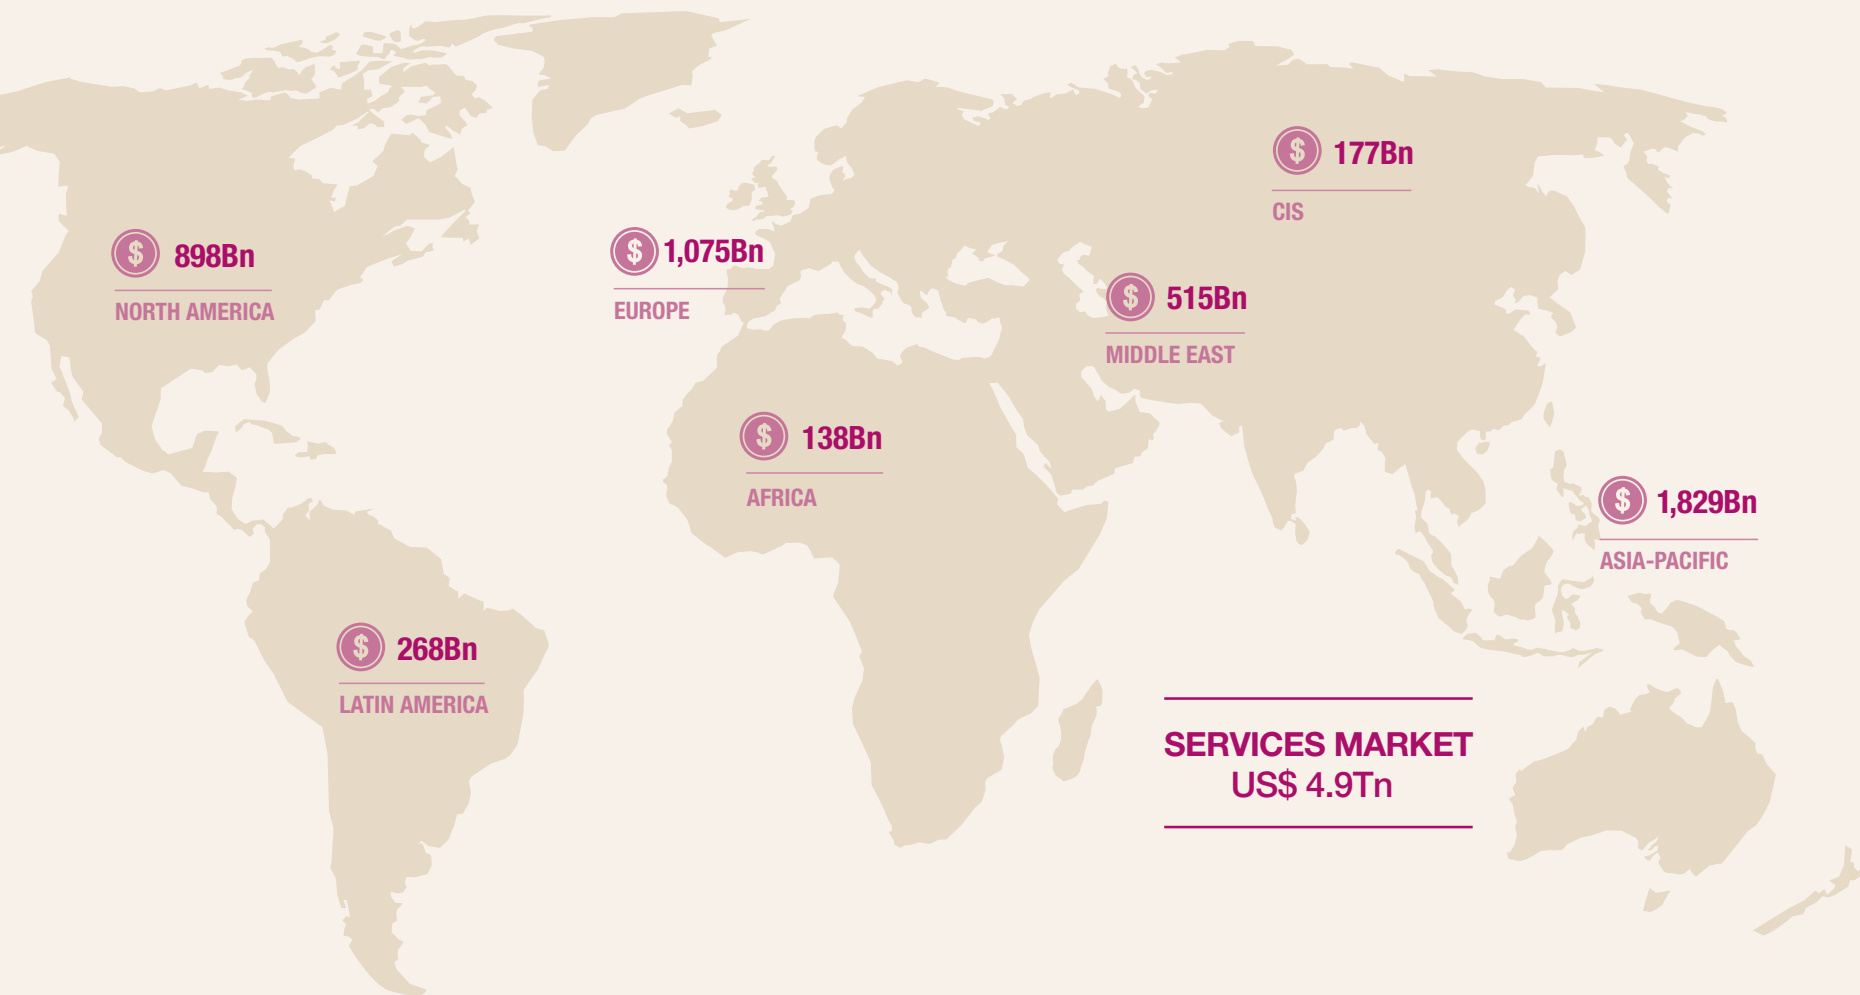 $ 177Bn
CIS
$ 898Bn
NORTH AMERICA
$ 1,075Bn
EUROPE
$ 515Bn
MIDDLE EAST
$ 138Bn
AFRICA
$ 1,829Bn
ASIA-PACIFIC
$ 268Bn
LATIN AMERICA
SERVICES MARKET
US$ 4.9Tn